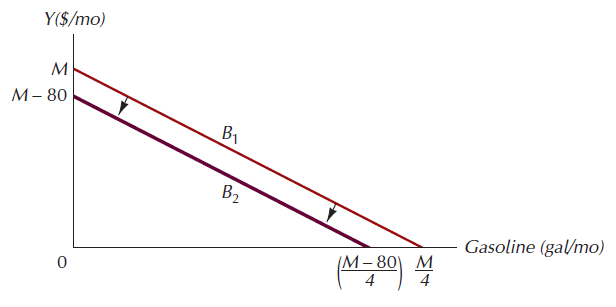 Y($/mo)
M
M – 80
B1
B2
0
(M – 80)
4
M
4
Gasoline (gal/mo)